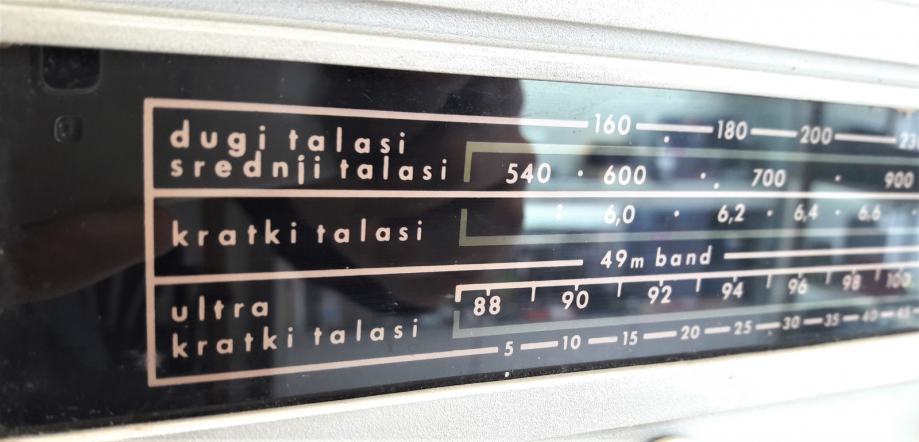 160 180 200
dugi talasi
srednji talasi 540 600 700 900
6,0 6,2 6,4 6,6
kratki talasi
49m band
88 90 92 94 96 98 100
ultra
kratki talasi
5 10 15 20 25 30 35 40